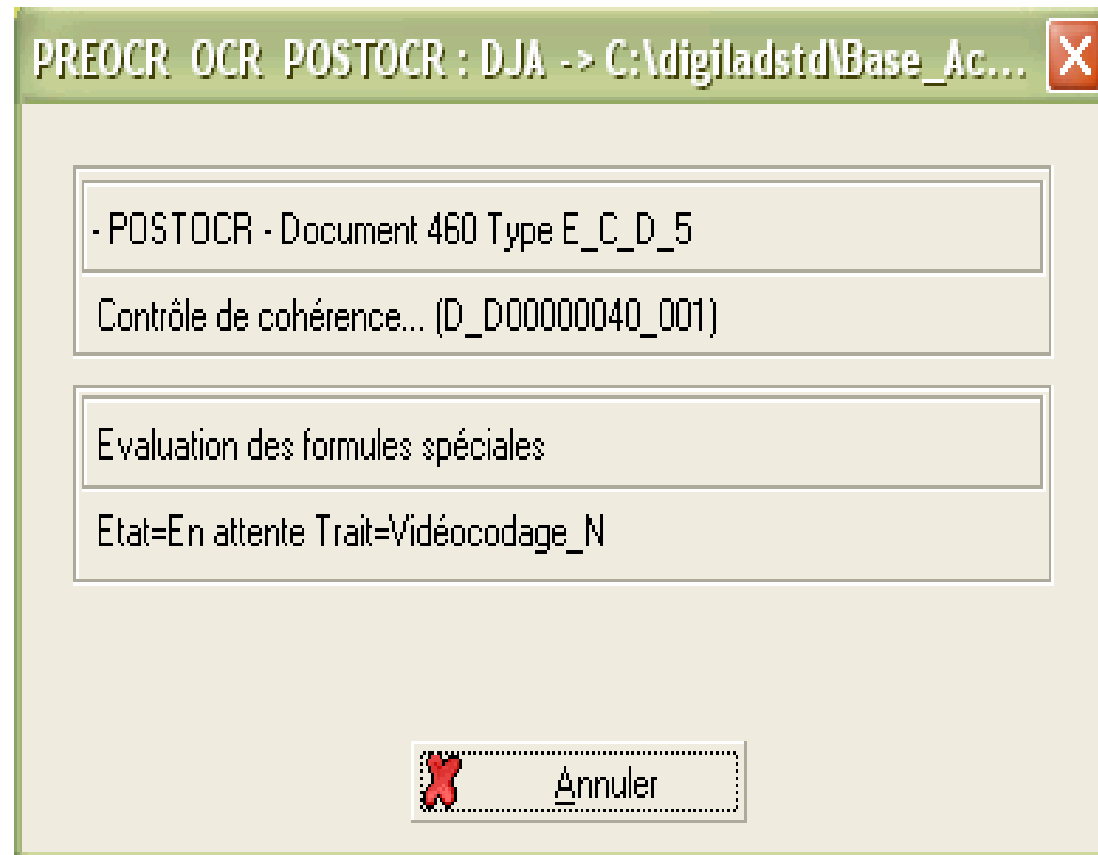 PREOCR OCR POSTOCR : DJA -> C:\digiladstd\Base_Ac...
- POSTOCR - Document 460 Type E_C_D_5
Contrôle de cohérence... (D_D00000040_001)
Evaluation des formules spéciales
Etat=En attente Trait=Vidéocodage_N
Annuler